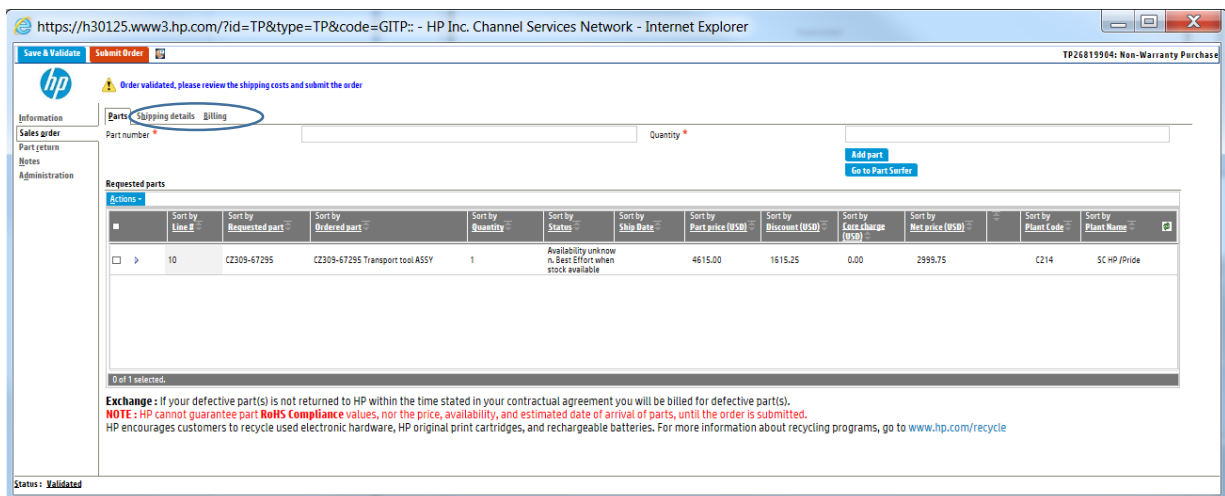 https://h30125.www3.hp.com/?id=TP&type=TP&code=GITP:: - HP Inc. Channel Services Network - Internet Explorer
Save & Validate Submit Order TP26819904: Non-Warranty Purchase
hp
Order validated, please review the shipping costs and submit the order
Information
Sales order
Part return
Notes
Administration
Parts Shipping details Billing
Part number * Quantity *
Add part
Go to Part Surfer
Requested parts
Actions
Sort by Line # Sort by Requested part Sort by Ordered part Sort by Quantity Sort by Status Sort by Ship Date Sort by Part price (USD) Sort by Discount (USD) Sort by Core charge (USD) Sort by Net price (USD) Sort by Plant Code Sort by Plant Name
10 CZ309-67295 CZ309-67295 Transport tool ASSY 1 Availability unknow n. Best Effort when stock available 4615.00 1615.25 0.00 2999.75 C214 SC HP /Pride
0 of 1 selected.
Exchange : If your defective part(s) is not returned to HP within the time stated in your contractual agreement you will be billed for defective part(s).
NOTE : HP cannot guarantee part RoHS Compliance values, nor the price, availability, and estimated date of arrival of parts, until the order is submitted.
HP encourages customers to recycle used electronic hardware, HP original print cartridges, and rechargeable batteries. For more information about recycling programs, go to www.hp.com/recycle
Status : Validated